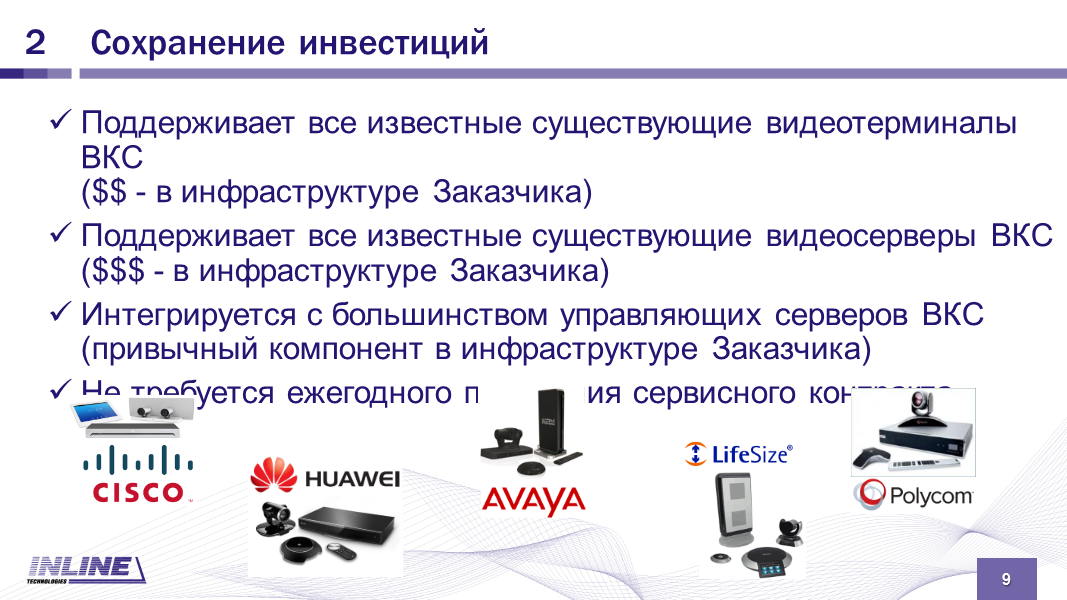 2 Сохранение инвестиций
Поддерживает все известные существующие видеотерминалы
ВКС
($$ - в инфраструктуре Заказчика)
Поддерживает все известные существующие видеосерверы ВКС
($$$ - в инфраструктуре Заказчика)
Интегрируется с большинством управляющих серверов ВКС
(привычный компонент в инфраструктуре Заказчика)
Не требуется ежегодного сервисного
CISCO
HUAWEI
AVAYA
LifeSize®
Polycom
INLINE
TECHNOLOGIES
9